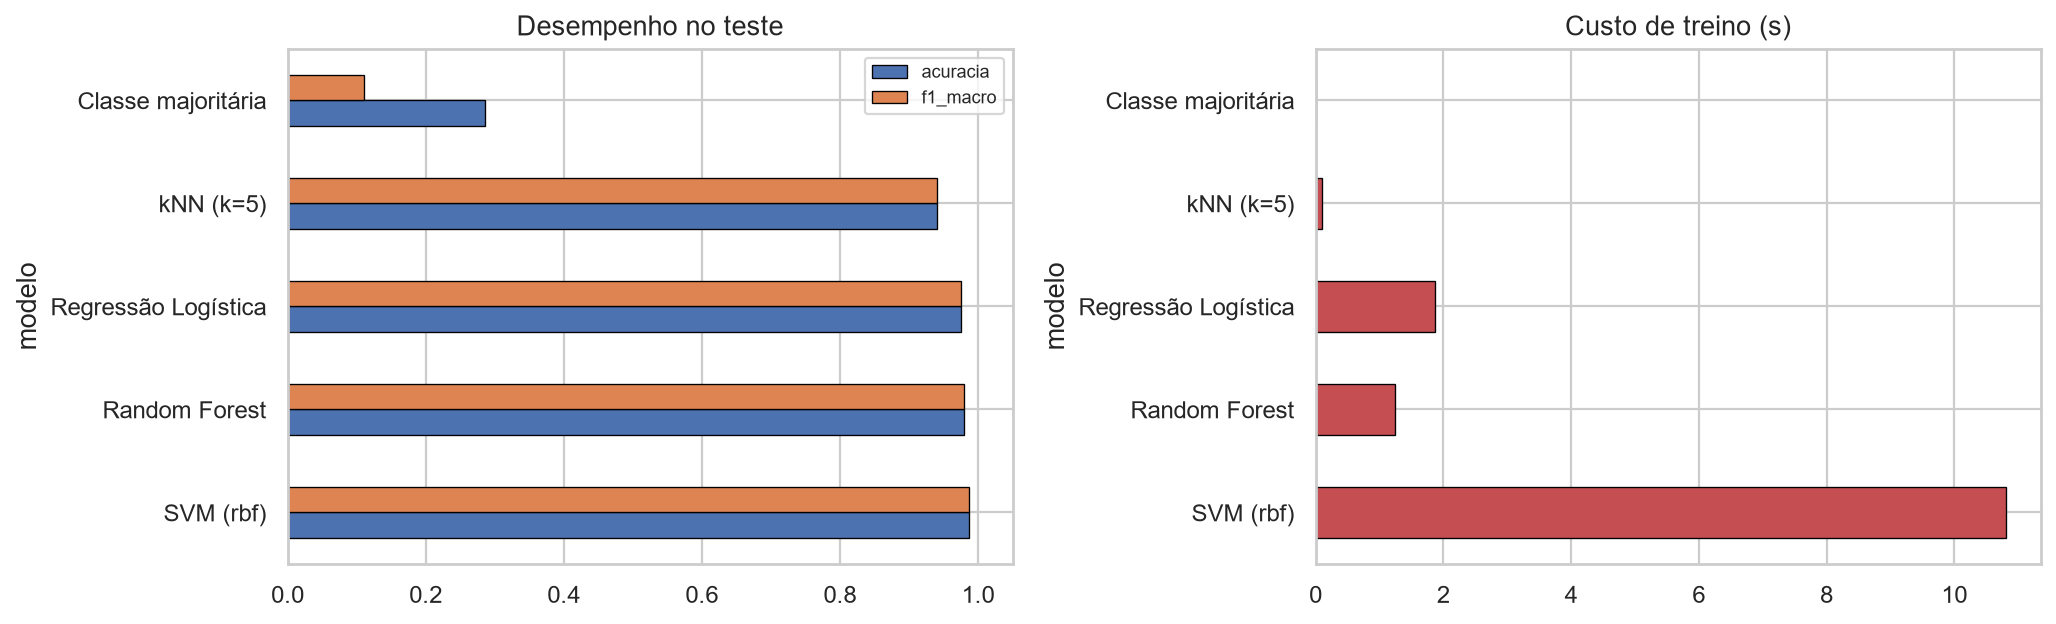 Desempenho no teste
acuracia
f1_macro
modelo
Classe majoritária
kNN (k=5)
Regressão Logística
Random Forest
SVM (rbf)
0.0 0.2 0.4 0.6 0.8 1.0
Custo de treino (s)
modelo
Classe majoritária
kNN (k=5)
Regressão Logística
Random Forest
SVM (rbf)
0 2 4 6 8 10